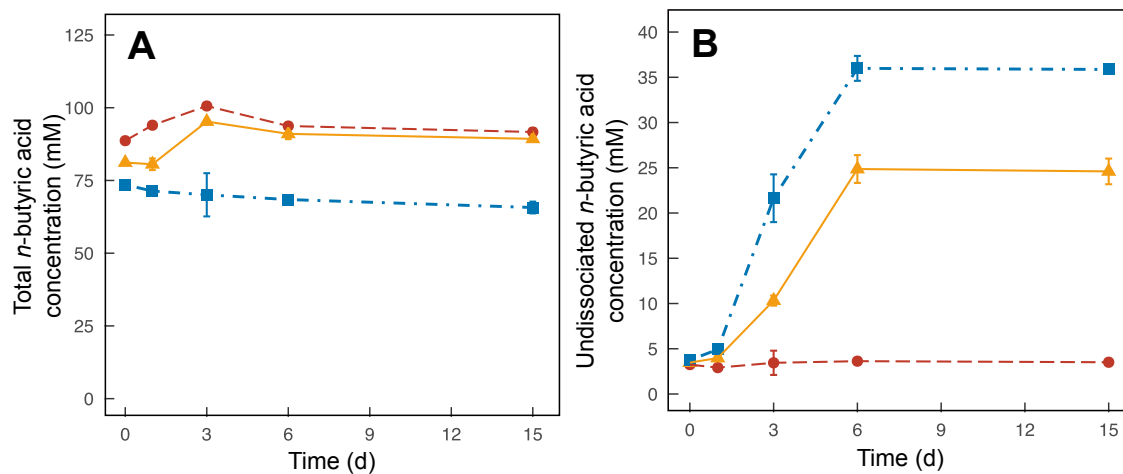 A
Total n-butyric acid
concentration (mM)
125
100
75
50
25
0
0 1 3 6 9 12 15
Time (d)
B
Undissociated n-butyric acid
concentration (mM)
40
35
30
25
20
15
10
5
0
0 1 3 6 9 12 15
Time (d)